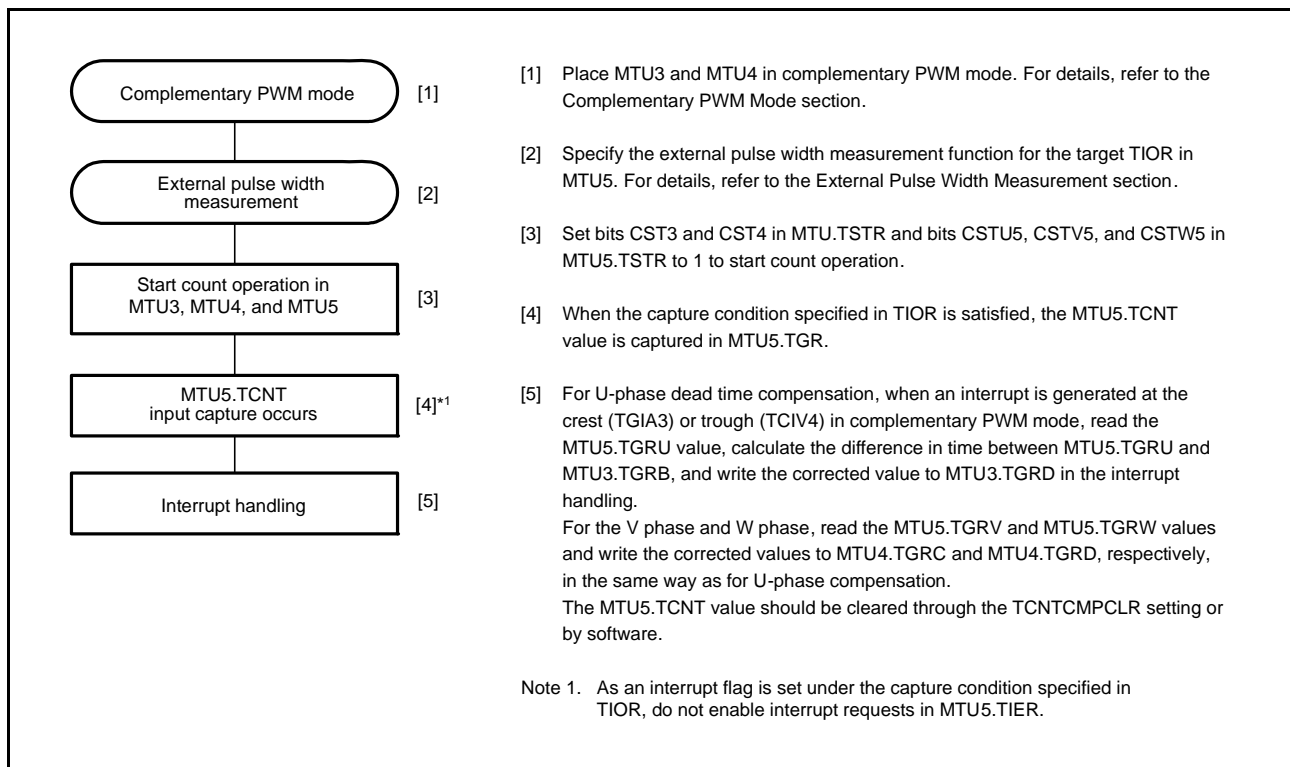 Complementary PWM mode [1]
External pulse width
measurement [2]
Start count operation in
MTU3, MTU4, and MTU5 [3]
MTU5.TCNT
input capture occurs [4]*1
Interrupt handling [5]
[1] Place MTU3 and MTU4 in complementary PWM mode. For details, refer to the
Complementary PWM Mode section.
[2] Specify the external pulse width measurement function for the target TIOR in
MTU5. For details, refer to the External Pulse Width Measurement section.
[3] Set bits CST3 and CST4 in MTU.TSTR and bits CSTU5, CSTV5, and CSTW5 in
MTU5.TSTR to 1 to start count operation.
[4] When the capture condition specified in TIOR is satisfied, the MTU5.TCNT
value is captured in MTU5.TGR.
[5] For U-phase dead time compensation, when an interrupt is generated at the
crest (TGIA3) or trough (TCIV4) in complementary PWM mode, read the
MTU5.TGRU value, calculate the difference in time between MTU5.TGRU and
MTU3.TGRB, and write the corrected value to MTU3.TGRD in the interrupt
handling.
For the V phase and W phase, read the MTU5.TGRV and MTU5.TGRW values
and write the corrected values to MTU4.TGRC and MTU4.TGRD, respectively,
in the same way as for U-phase compensation.
The MTU5.TCNT value should be cleared through the TCNTCMPCLR setting or
by software.
Note 1. As an interrupt flag is set under the capture condition specified in
TIOR, do not enable interrupt requests in MTU5.TIER.